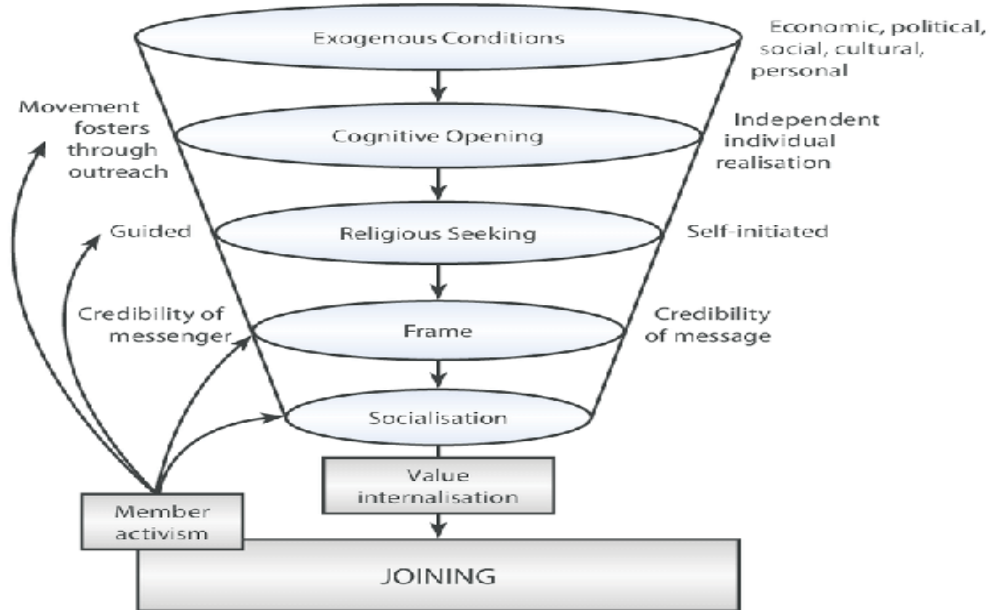 Exogenous Conditions
Economic, political,
social, cultural,
personal
Movement
fosters
through
outreach
Cognitive Opening
Independent
individual
realisation
Guided
Religious Seeking
Self-initiated
Credibility of
messenger
Frame
Credibility
of message
Socialisation
Value
internalisation
Member
activism
JOINING